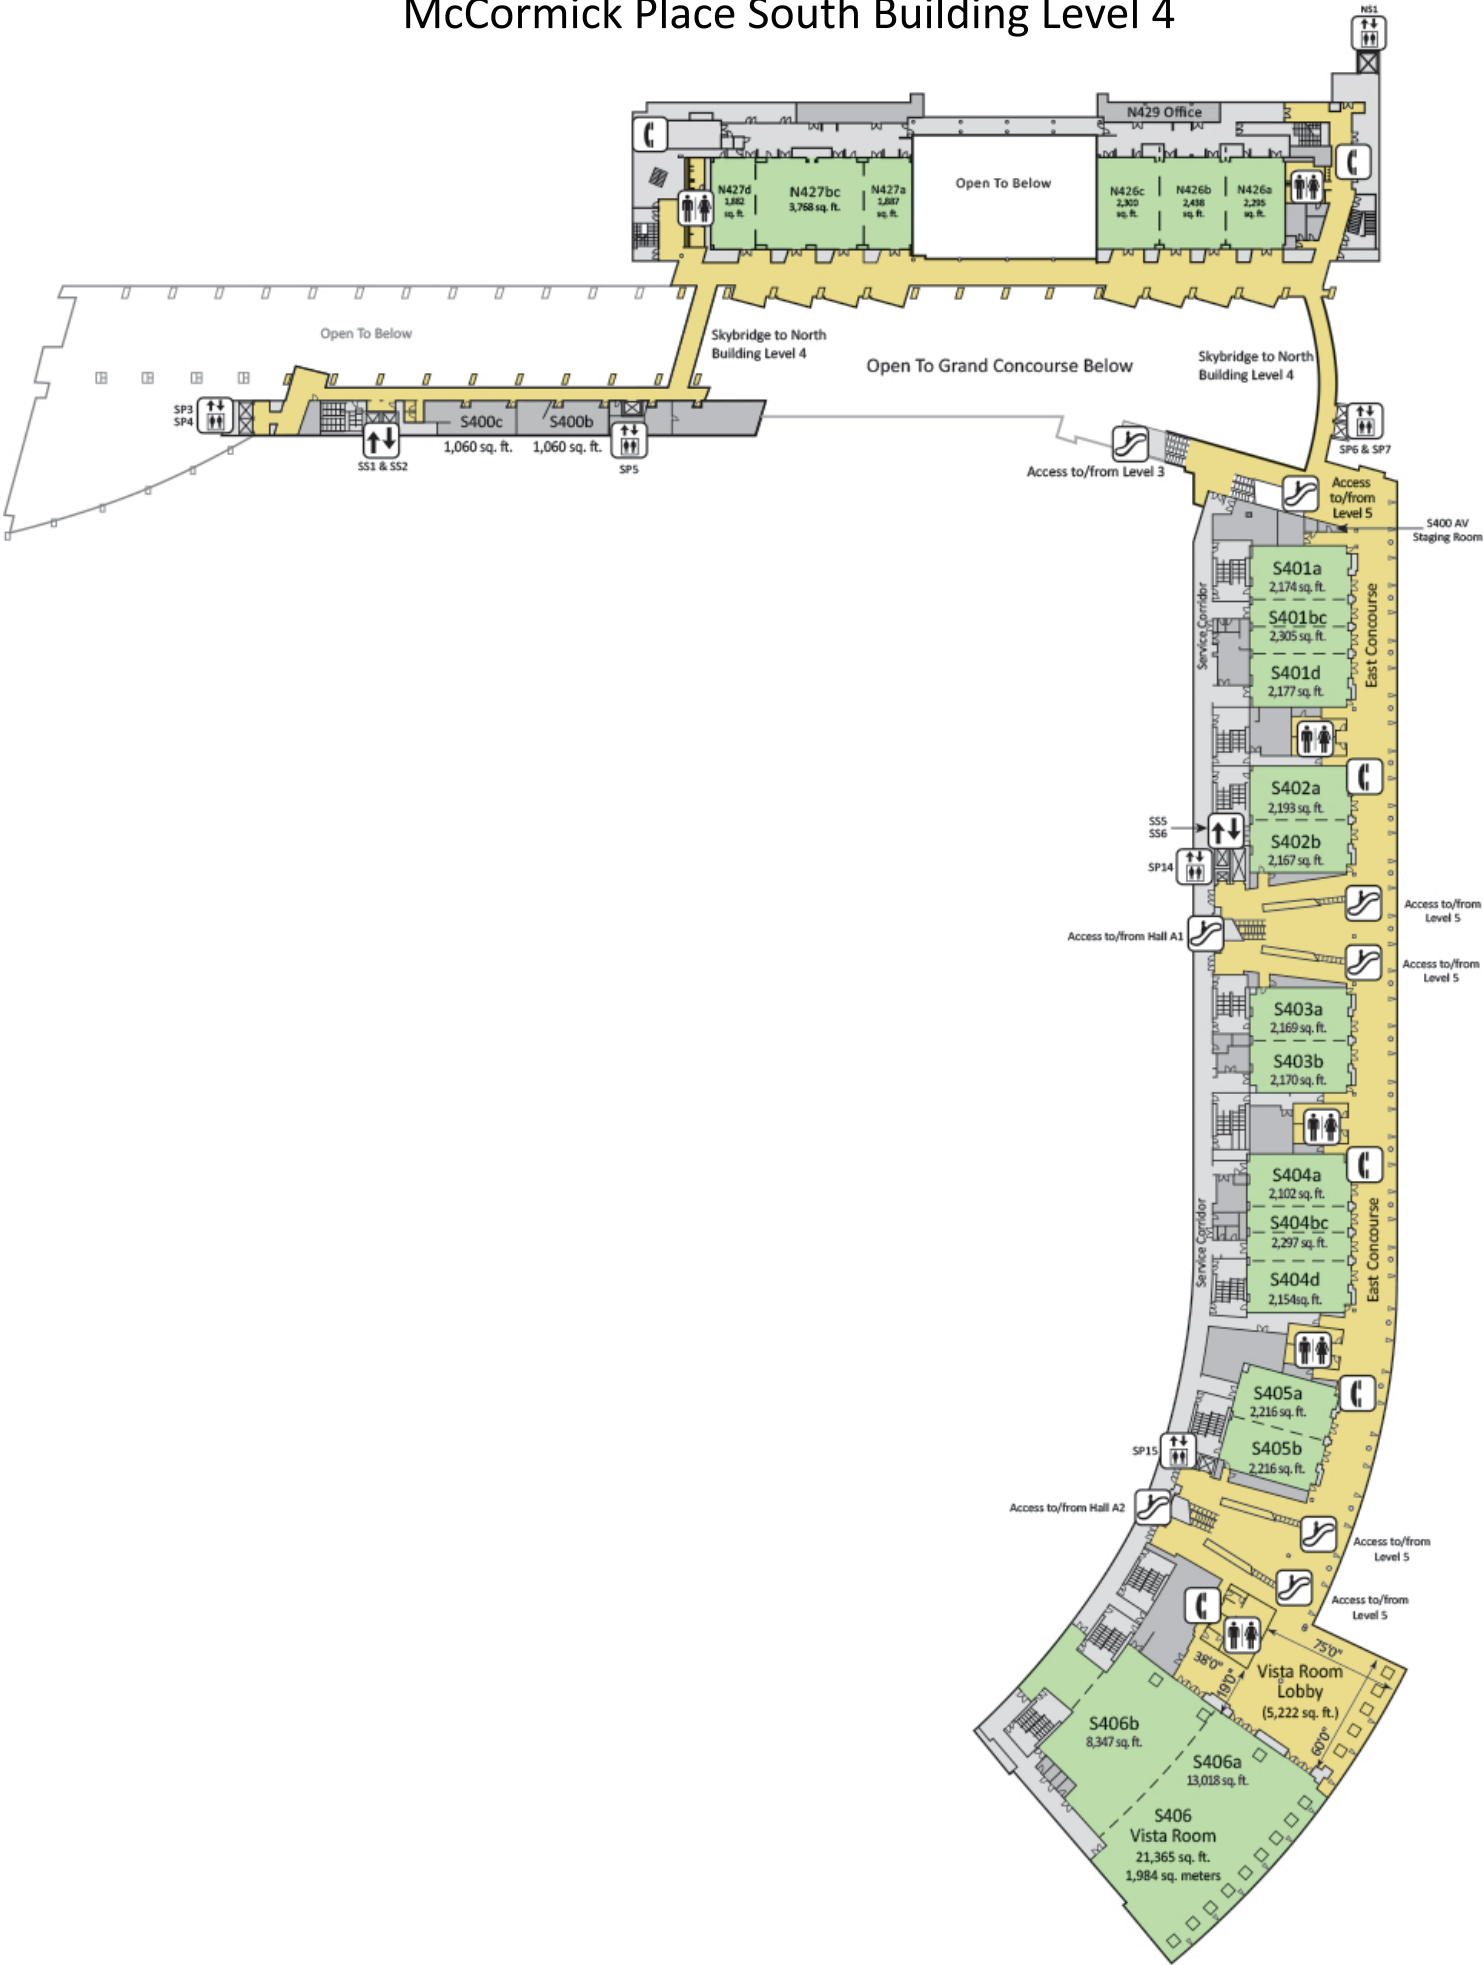 McCormick Place South Building Level 4
NS1
N429 Office
N427d
1,882
sq. ft.
N427bc
3,768 sq. ft.
N427a
1,887
sq. ft.
Open To Below
N426c
2,300
sq. ft.
N426b
2,438
sq. ft.
N426a
2,295
sq. ft.
Open To Below
Skybridge to North
Building Level 4
Open To Grand Concourse Below
Skybridge to North
Building Level 4
SP3
SP4
SS1 & SS2
S400c
1,060 sq. ft.
S400b
1,060 sq. ft.
SP5
SP6 & SP7
Access to/from Level 3
Access
to/from
Level 5
S400 AV
Staging Room
S401a
2,174 sq. ft.
S401bc
2,305 sq. ft.
S401d
2,177 sq. ft.
Service Corridor
East Concourse
S402a
2,193 sq. ft.
S402b
2,167 sq. ft.
SS5
SS6
SP14
Access to/from
Level 5
Access to/from Hall A1
Access to/from
Level 5
S403a
2,169 sq. ft.
S403b
2,170 sq. ft.
S404a
2,102 sq. ft.
S404bc
2,297 sq. ft.
S404d
2,154sq. ft.
Service Corridor
East Concourse
S405a
2,216 sq. ft.
S405b
2,216 sq. ft.
SP15
Access to/from Hall A2
Access to/from
Level 5
Access to/from
Level 5
75'0"
38'0"
19'0"
60'0"
Vista Room
Lobby
(5,222 sq. ft.)
S406b
8,347 sq. ft.
S406a
13,018 sq. ft.
S406
Vista Room
21,365 sq. ft.
1,984 sq. meters